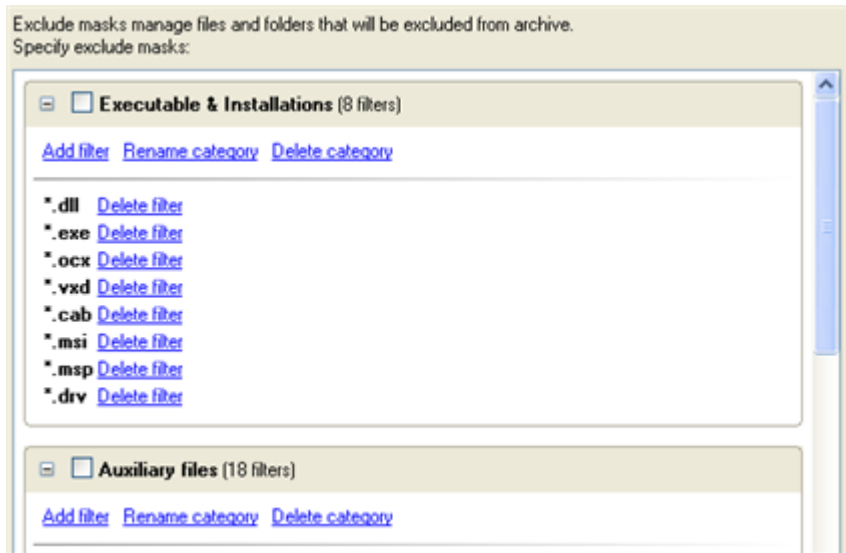 Exclude masks manage files and folders that will be excluded from archive.
Specify exclude masks:
Executable & Installations (8 filters)
Add filter Rename category Delete category
*.dll Delete filter
*.exe Delete filter
*.ocx Delete filter
*.vxd Delete filter
*.cab Delete filter
*.msi Delete filter
*.msp Delete filter
*.drv Delete filter
Auxiliary files (18 filters)
Add filter Rename category Delete category